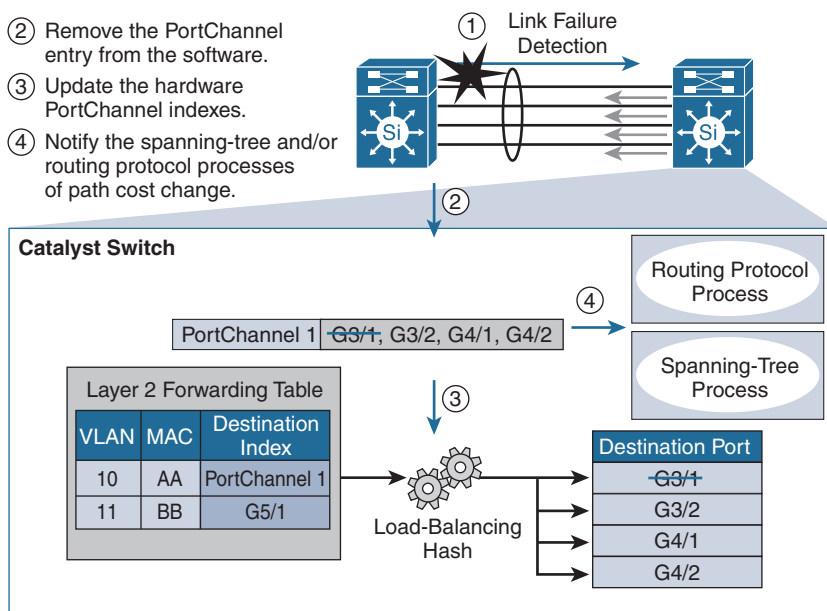 ① Link Failure
Detection
② Remove the PortChannel
entry from the software.
③ Update the hardware
PortChannel indexes.
④ Notify the spanning-tree and/or
routing protocol processes
of path cost change.
Si
Si
②
Catalyst Switch
Routing Protocol
Process
④
PortChannel 1 G3/1, G3/2, G4/1, G4/2
Spanning-Tree
Process
③
Layer 2 Forwarding Table
VLAN MAC Destination
Index
10 AA PortChannel 1
11 BB G5/1
Load-Balancing
Hash
Destination Port
G3/1
G3/2
G4/1
G4/2